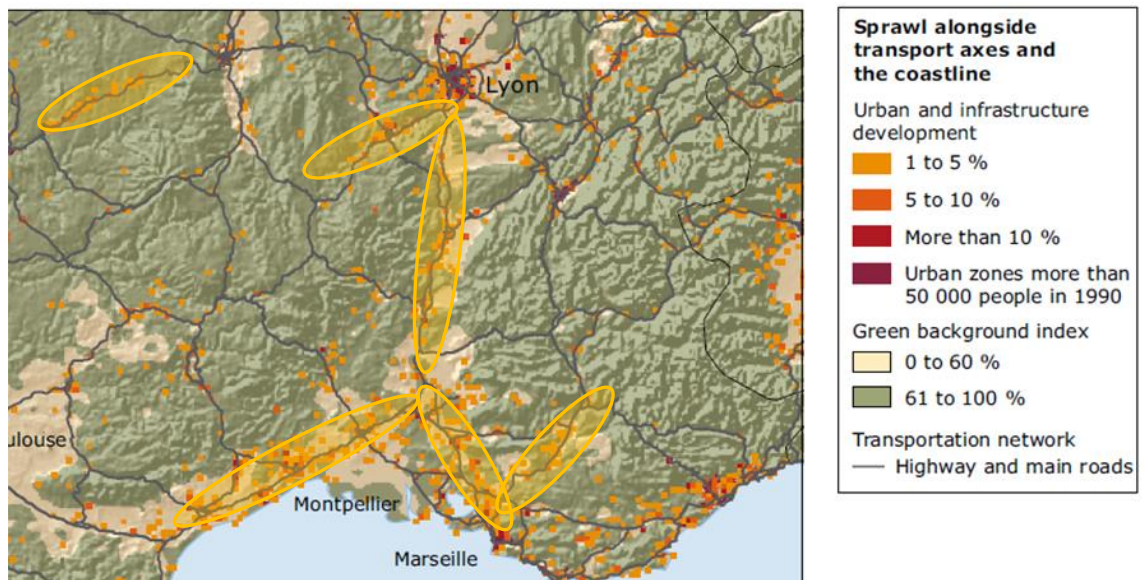 Lyon
oulouse
Montpellier
Marseille
Sprawl alongside
transport axes and
the coastline
Urban and infrastructure
development
1 to 5 %
5 to 10 %
More than 10 %
Urban zones more than
50 000 people in 1990
Green background index
0 to 60 %
61 to 100 %
Transportation network
Highway and main roads